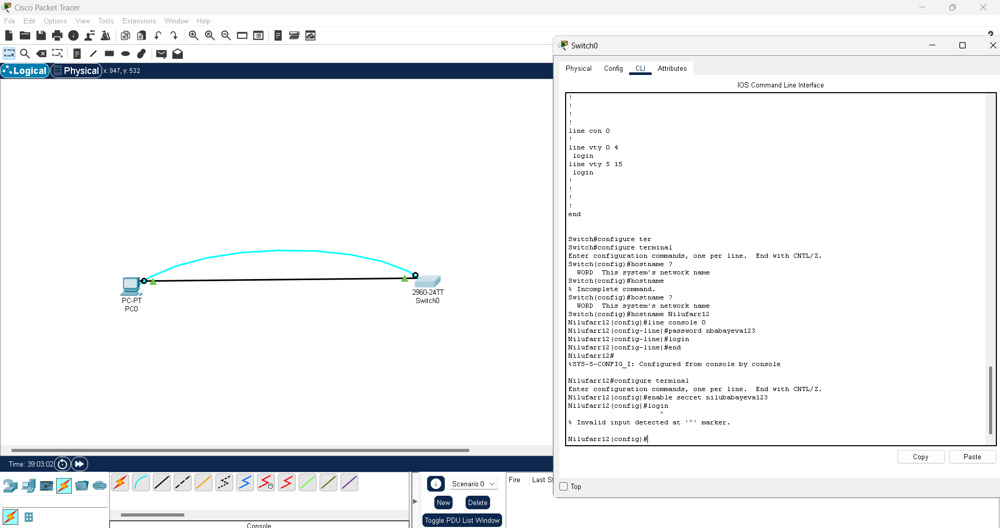 Cisco Packet Tracer
File Edit Options View Tools Extensions Window Help
?
Logical Physical x: 947, y: 532
PC-PT
PC0
2960-24TT
Switch0
Time: 39:03:02
Console
Scenario 0
New Delete
Toggle PDU List Window
Fire Last St
Switch0
Physical Config CLI Attributes
IOS Command Line Interface
!
!
!
!
line con 0
!
line vty 0 4
 login
line vty 5 15
 login
!
!
!
!
end
Switch#configure ter
Switch#configure terminal
Enter configuration commands, one per line.  End with CNTL/Z.
Switch(config)#hostname ?
  WORD  This system's network name
Switch(config)#hostname
% Incomplete command.
Switch(config)#hostname ?
  WORD  This system's network name
Switch(config)#hostname Nilufarr12
Nilufarr12(config)#line console 0
Nilufarr12(config-line)#password nbabayeva123
Nilufarr12(config-line)#login
Nilufarr12(config-line)#end
Nilufarr12#
%SYS-5-CONFIG_I: Configured from console by console
Nilufarr12#configure terminal
Enter configuration commands, one per line.  End with CNTL/Z.
Nilufarr12(config)#enable secret nilubabayeva123
Nilufarr12(config)#login
^
% Invalid input detected at '^' marker.
Nilufarr12(config)#
Copy Paste
Top